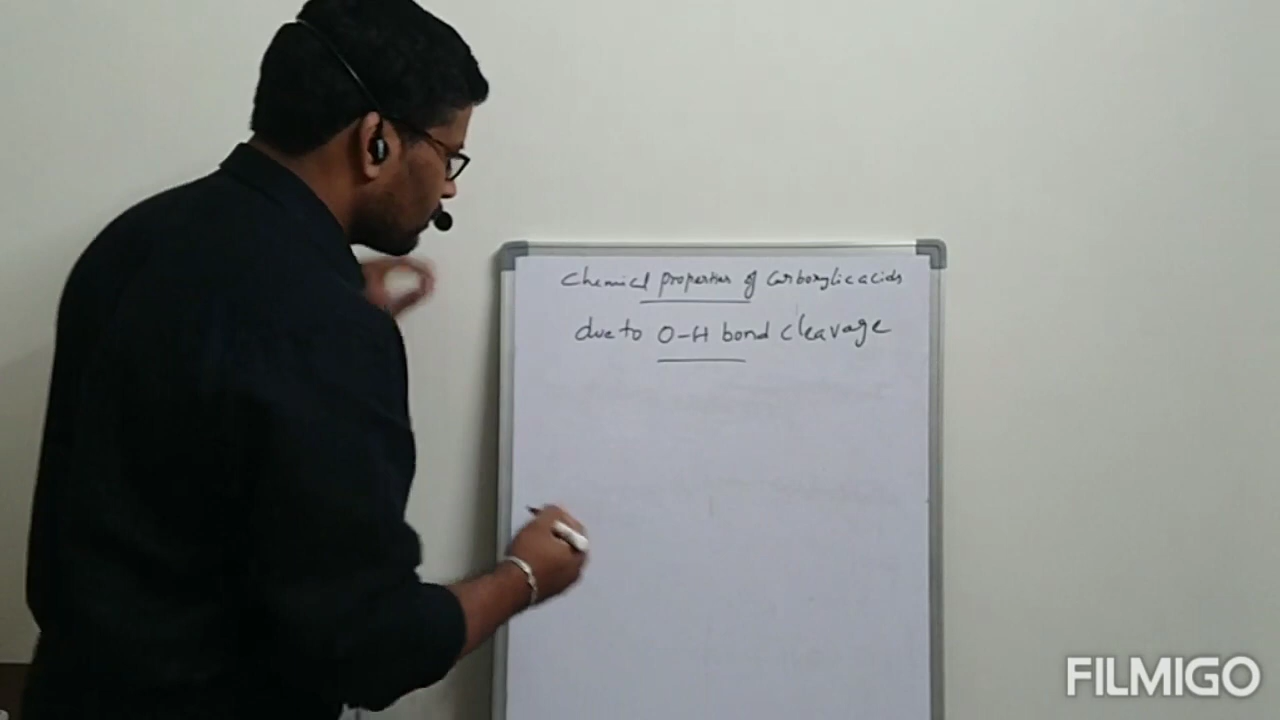 Chemical properties of Carboxylic acids
due to O-H bond cleavage
FILMIGO